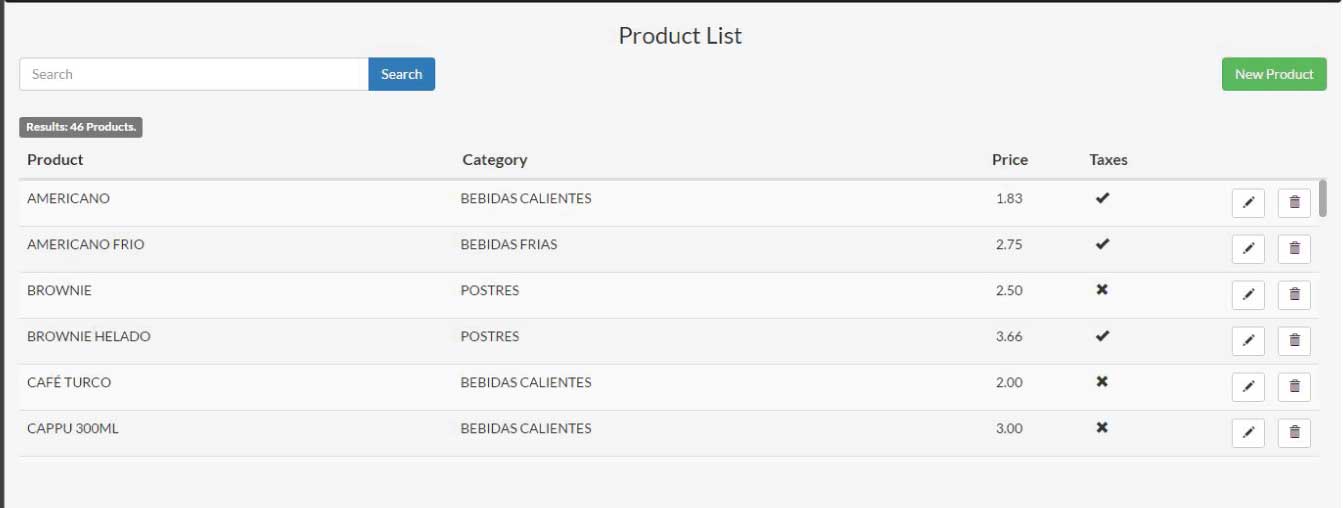 Product List
Search Search New Product
Results: 46 Products.
Product Category Price Taxes
AMERICANO BEBIDAS CALIENTES 1.83
AMERICANO FRIO BEBIDAS FRIAS 2.75
BROWNIE POSTRES 2.50
BROWNIE HELADO POSTRES 3.66
CAFÉ TURCO BEBIDAS CALIENTES 2.00
CAPPU 300ML BEBIDAS CALIENTES 3.00